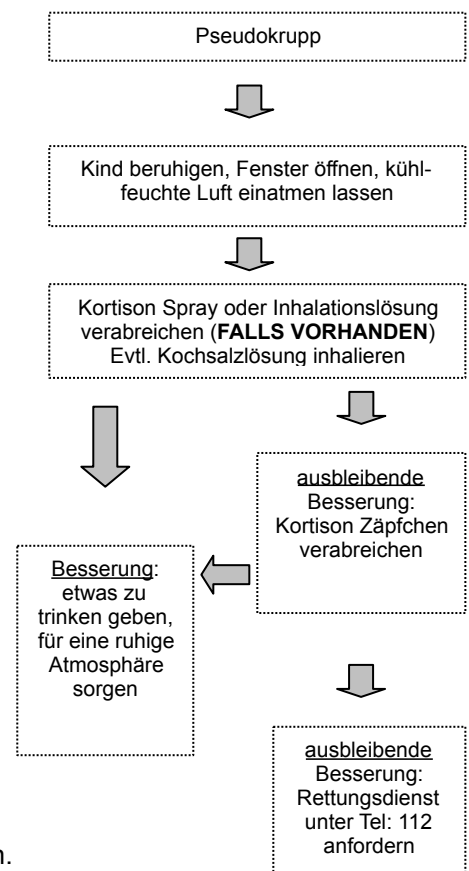 Pseudokrupp
Kind beruhigen, Fenster öffnen, kühl-
feuchte Luft einatmen lassen
Kortison Spray oder Inhalationslösung
verabreichen (FALLS VORHANDEN)
Evtl. Kochsalzlösung inhalieren
ausbleibende
Besserung:
Kortison Zäpfchen
verabreichen
Besserung:
etwas zu
trinken geben,
für eine ruhige
Atmosphäre
sorgen
ausbleibende
Besserung:
Rettungsdienst
unter Tel: 112
anfordern
n.